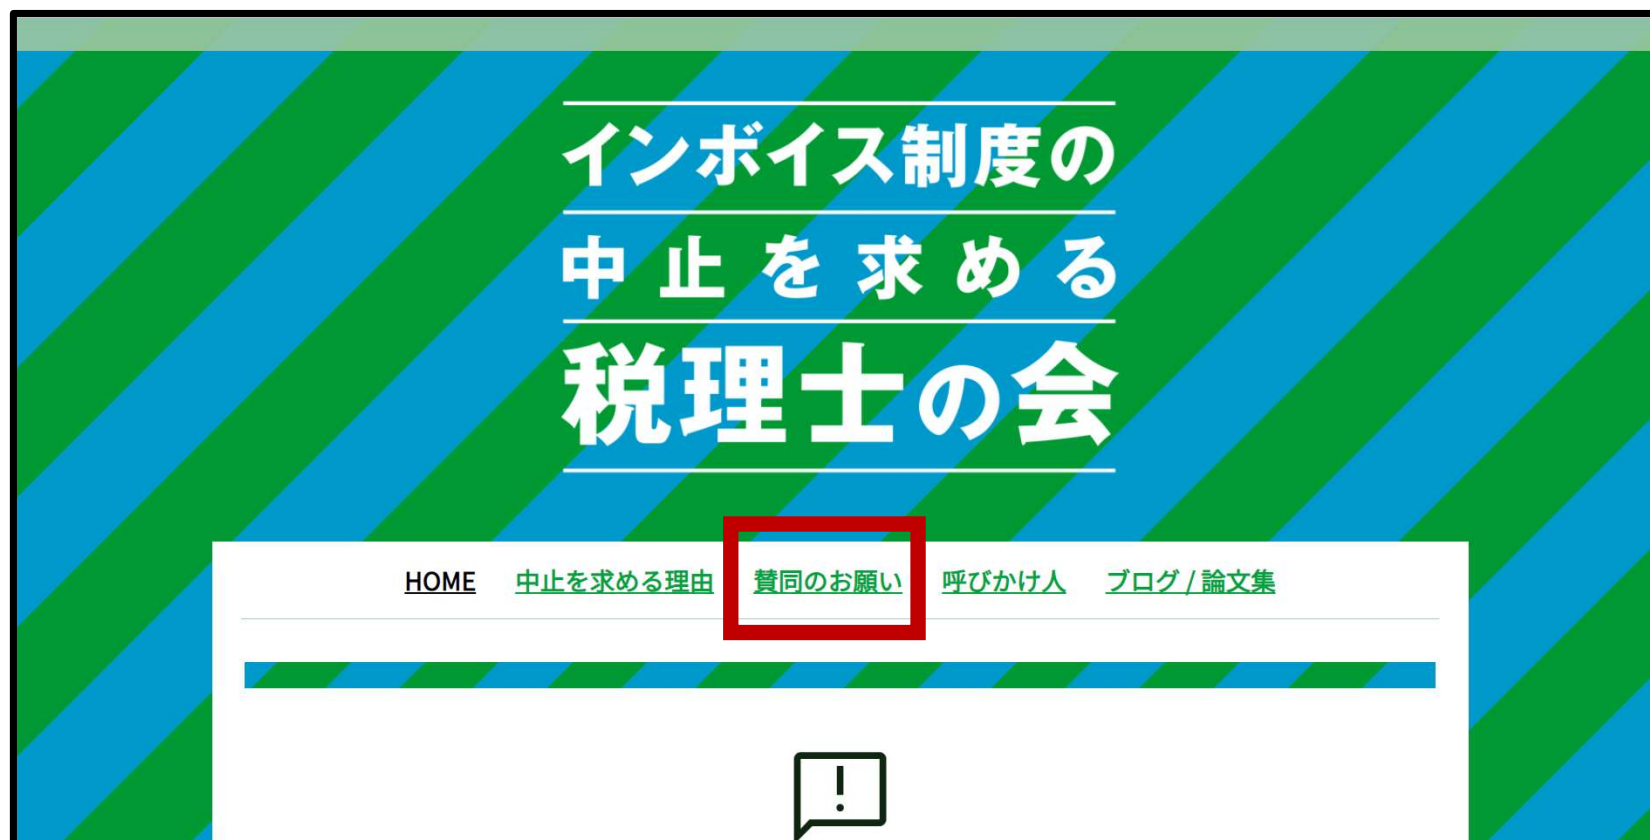 インボイス制度の
中止を求める
税理士の会
HOME 中止を求める理由 賛同のお願い 呼びかけ人 ブログ / 論文集